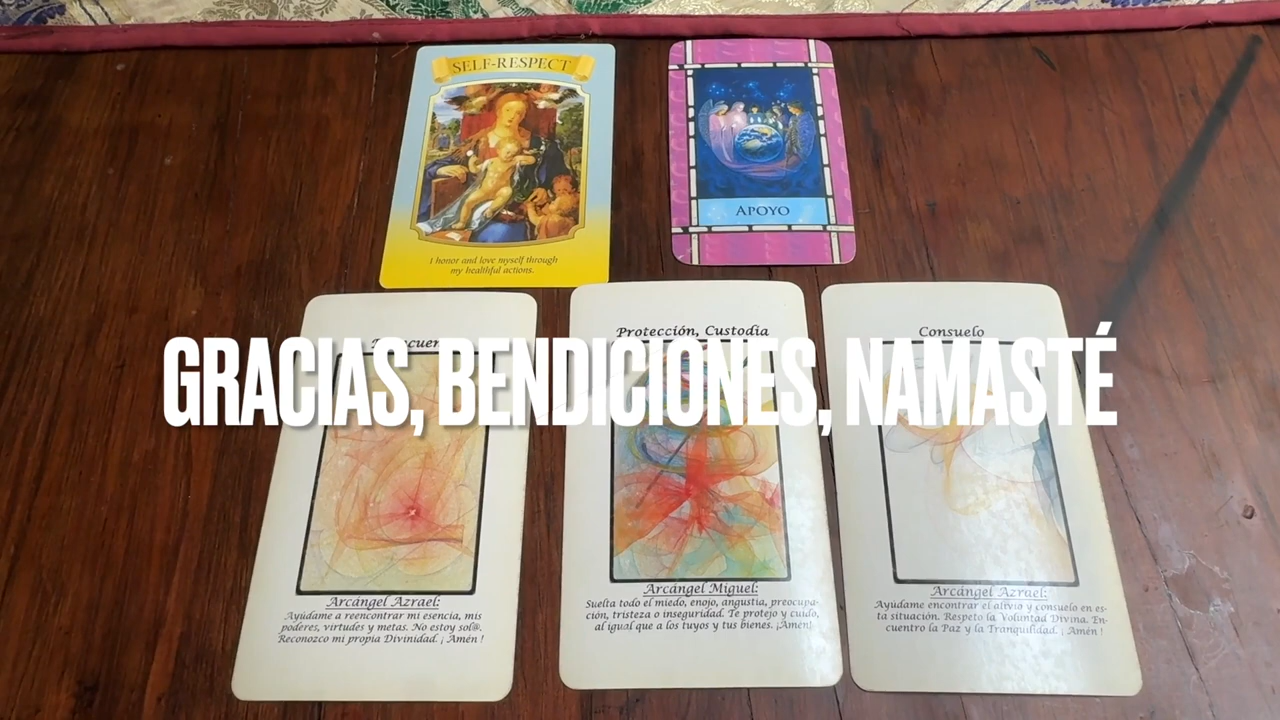 SELF-RESPECT
I honor and love myself through
my healthful actions.
APOYO
Protección, Custodia
Consuelo
GRACIAS, BENDICIONES, NAMASTÉ
Arcángel Azrael:
Ayúdame a reencontrar mi esencia, mis
poderes, virtudes y metas. No estoy sol@.
Reconozco mi propia Divinidad. ¡ Amén !
Arcángel Miguel:
Suelta todo el miedo, enojo, angustia, preocupa-
ción, tristeza o inseguridad. Te protejo y cuido,
al igual que a los tuyos y tus bienes. ¡Amén!
Arcángel Azrael:
Ayúdame encontrar el alivio y consuelo en es-
ta situación. Respeto la Voluntad Divina. En-
cuentro la Paz y la Tranquilidad. ¡ Amén !